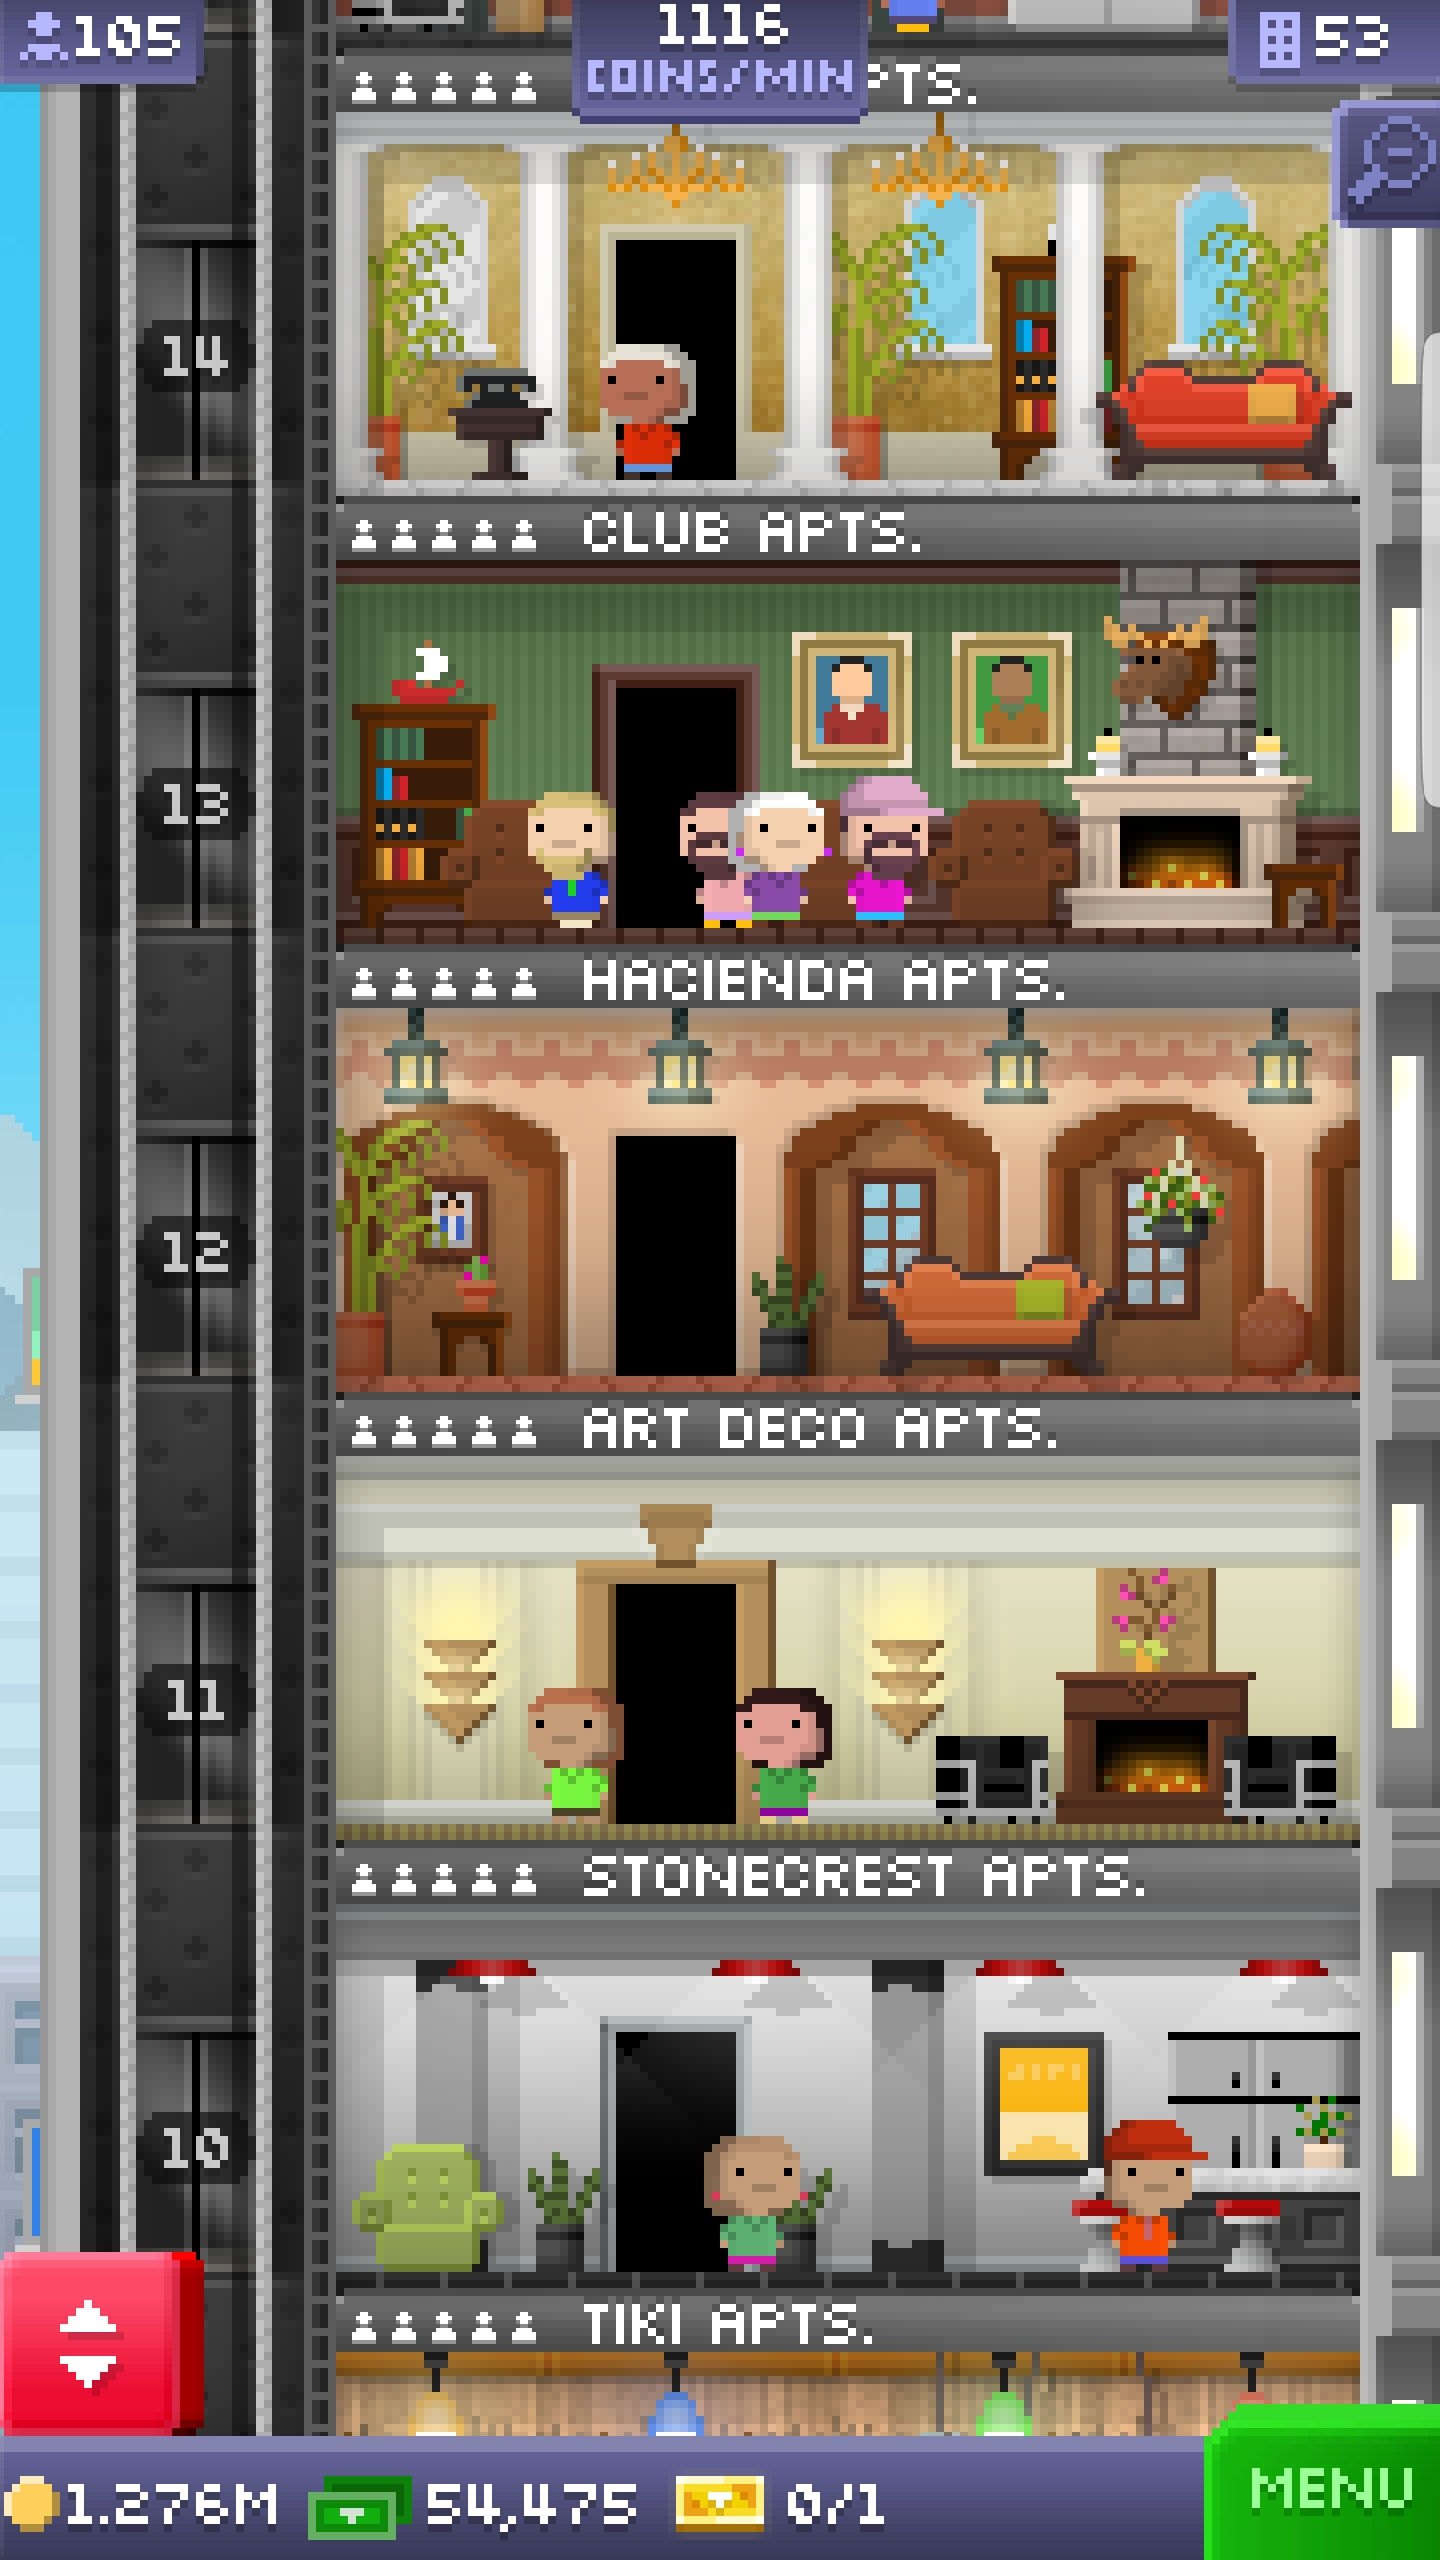 105
1116
COINS/MIN
53
PTS.
14
CLUB APTS.
13
HACIENDA APTS.
12
ART DECO APTS.
11
STONECREST APTS.
10
TIKI APTS.
1.276M
54,475
0/1
MENU